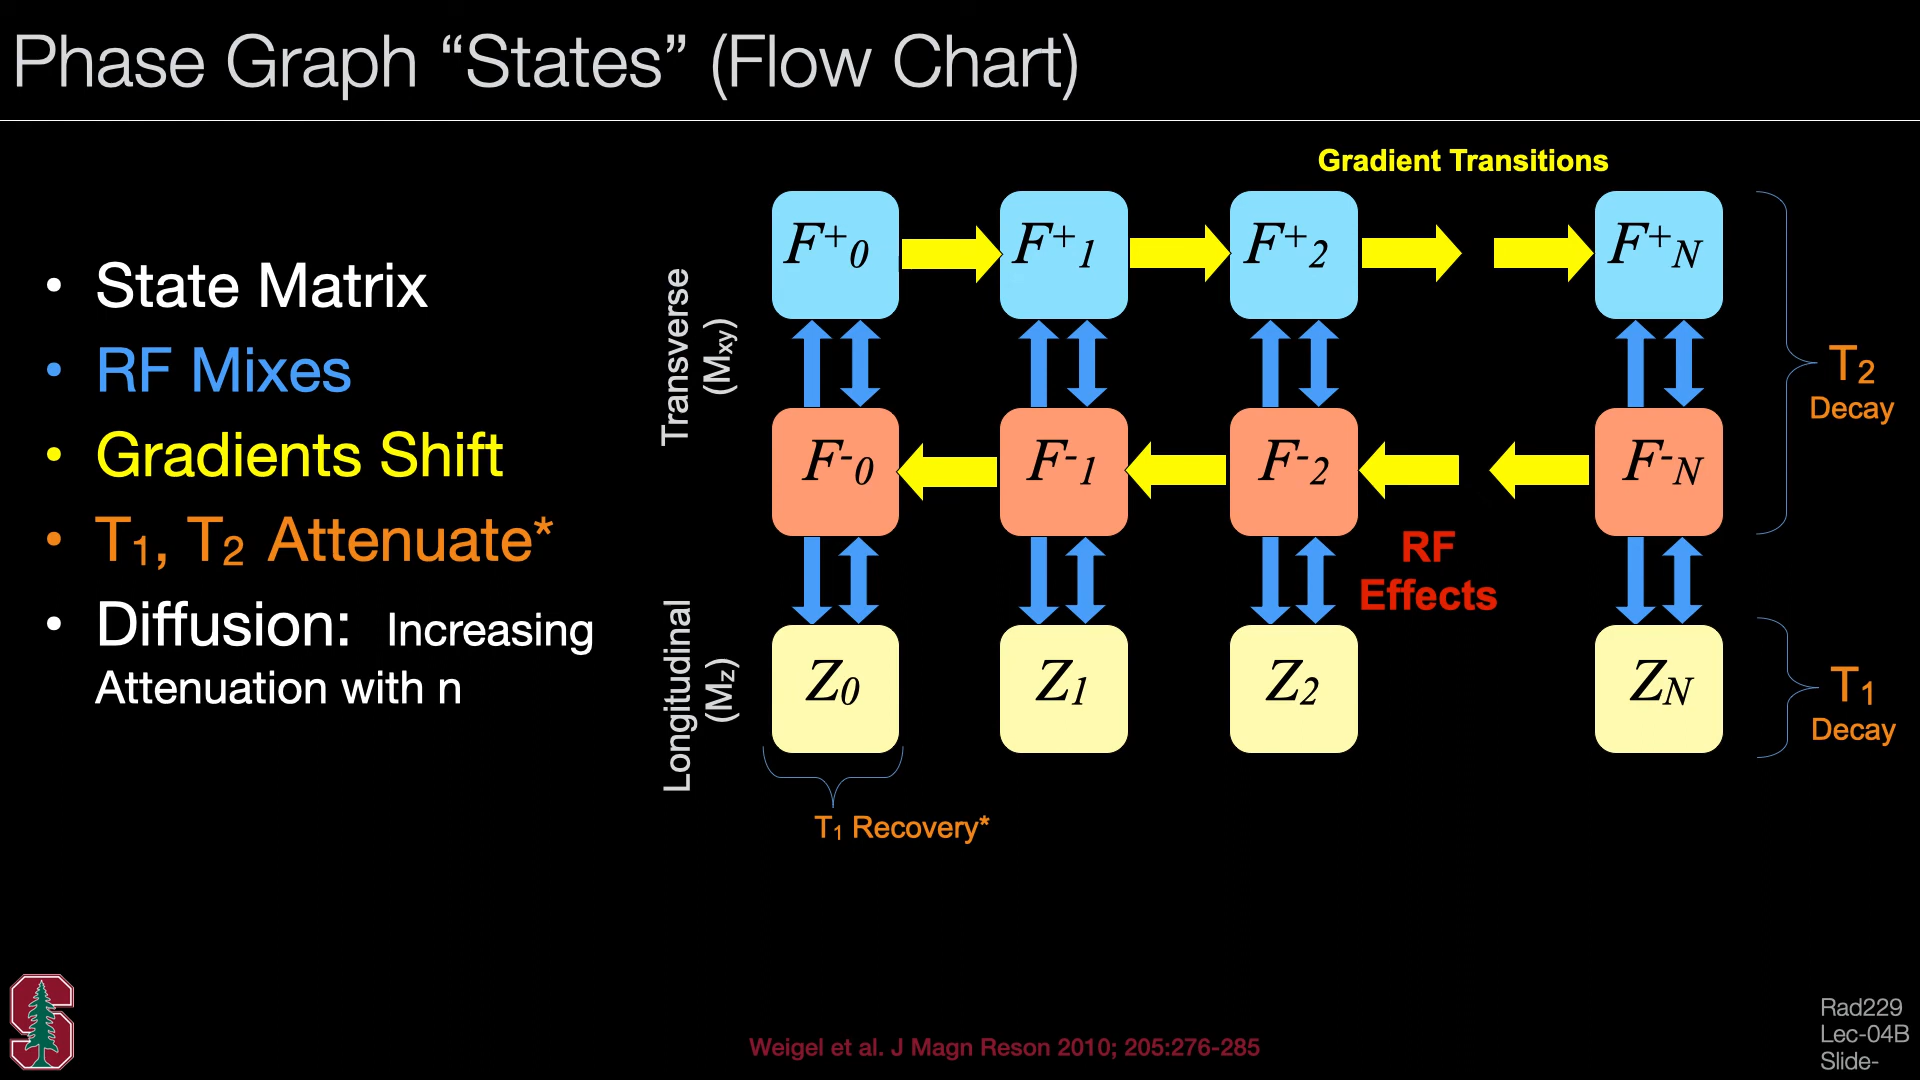 Phase Graph “States” (Flow Chart)
• State Matrix
• RF Mixes
• Gradients Shift
• T1, T2 Attenuate*
• Diffusion: Increasing
Attenuation with n
Gradient Transitions
Transverse
(Mxy)
F+0 F+1 F+2 F+N
F-0 F-1 F-2 F-N
T2
Decay
RF
Effects
Longitudinal
(Mz)
Z0 Z1 Z2 ZN
T1
Decay
T1 Recovery*
Weigel et al. J Magn Reson 2010; 205:276-285
Rad229
Lec-04B
Slide-
S